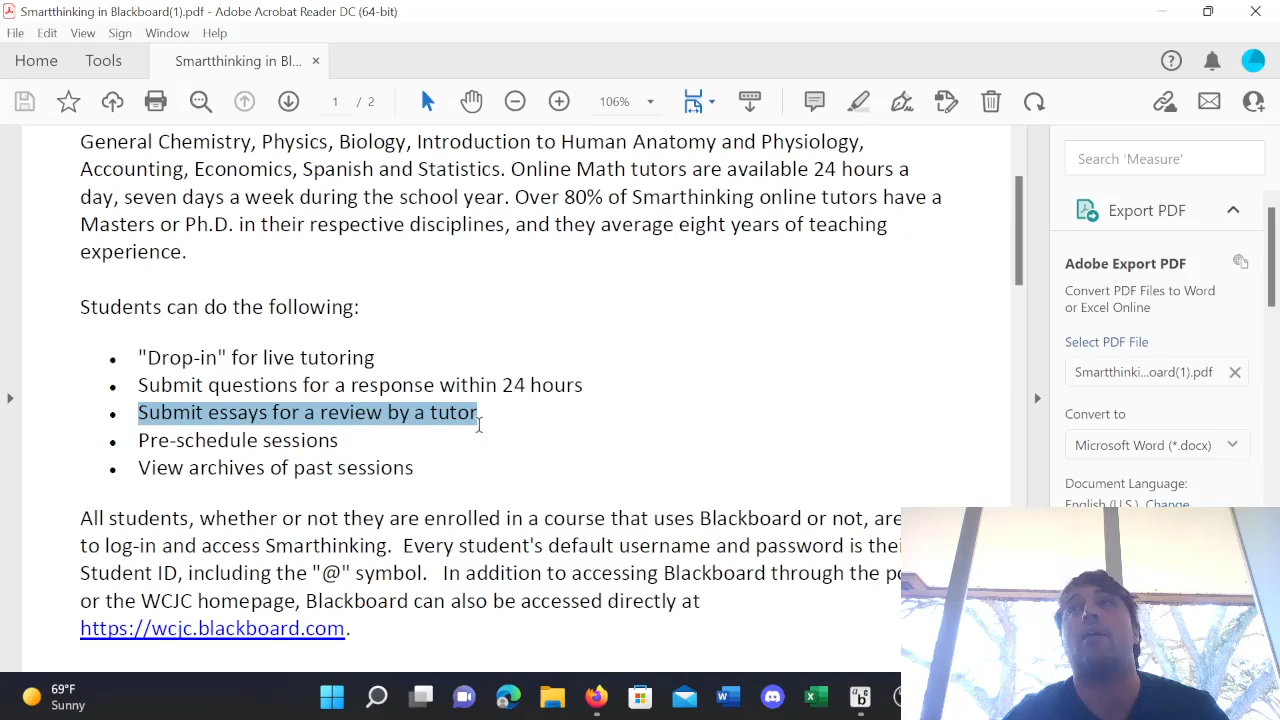 Smartthinking in Blackboard(1).pdf - Adobe Acrobat Reader DC (64-bit)
File Edit View Sign Window Help
Home Tools Smartthinking in Bl... ×
1 / 2 106%
General Chemistry, Physics, Biology, Introduction to Human Anatomy and Physiology,
Accounting, Economics, Spanish and Statistics. Online Math tutors are available 24 hours a
day, seven days a week during the school year. Over 80% of Smarthinking online tutors have a
Masters or Ph.D. in their respective disciplines, and they average eight years of teaching
experience.
Students can do the following:
• "Drop-in" for live tutoring
• Submit questions for a response within 24 hours
• Submit essays for a review by a tutor
• Pre-schedule sessions
• View archives of past sessions
All students, whether or not they are enrolled in a course that uses Blackboard or not, are
to log-in and access Smarthinking. Every student's default username and password is
Student ID, including the "@" symbol. In addition to accessing Blackboard through the
or the WCJC homepage, Blackboard can also be accessed directly at
https://wcjc.blackboard.com.
Search 'Measure'
Export PDF
Adobe Export PDF
Convert PDF Files to Word
or Excel Online
Select PDF File
Smartthinki...oard(1).pdf
Convert to
Microsoft Word (*.docx)
Document Language:
English (U.S.) Change
69°F
Sunny